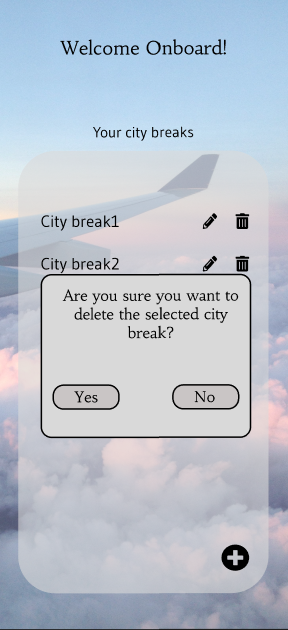 Welcome Onboard!
Your city breaks
City break1
City break2
Are you sure you want to
delete the selected city
break?
Yes
No